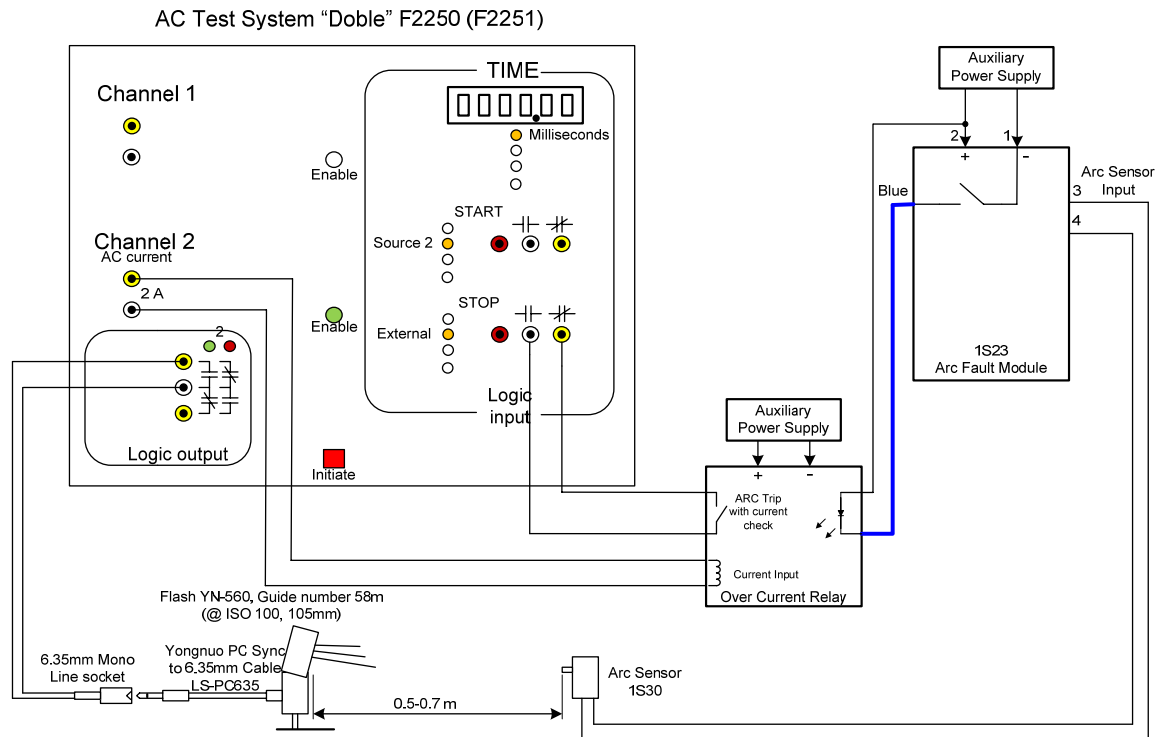 AC Test System “Doble” F2250 (F2251)
Channel 1
Channel 2
AC current
2 A
2
Logic output
Enable
Enable
Initiate
TIME
Milliseconds
START
Source 2
STOP
External
Logic
input
Auxiliary
Power Supply
2
1
+
-
Blue
Arc Sensor
Input
3
4
1S23
Arc Fault Module
Auxiliary
Power Supply
+
-
ARC Trip
with current
check
Current Input
Over Current Relay
Flash YN-560, Guide number 58m
(@ ISO 100, 105mm)
6.35mm Mono
Line socket
Yongnuo PC Sync
to 6.35mm Cable
LS-PC635
0.5-0.7 m
Arc Sensor
1S30